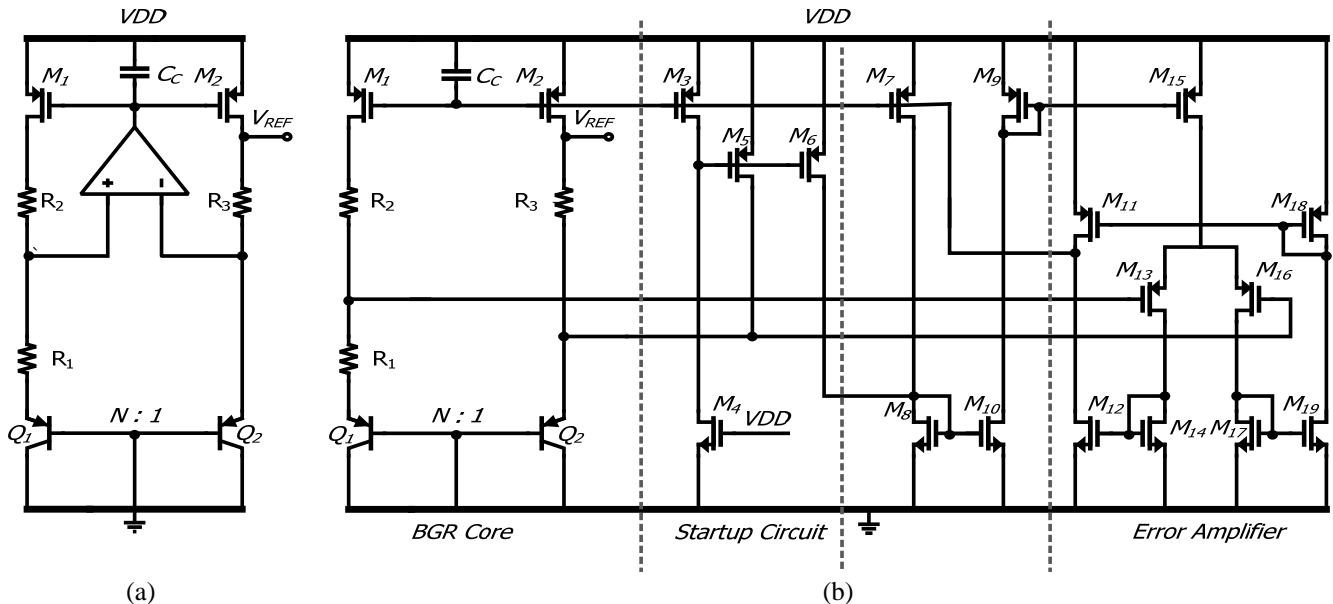 VDD
M1
CC
M2
VREF
R2
+
-
R3
R1
N : 1
Q1
Q2
(a)
VDD
M1
CC
M2
VREF
M3
M5
M6
M7
M9
M15
R2
R3
M11
M18
M13
M16
R1
N : 1
Q1
Q2
M4
VDD
M8
M10
M12
M14
M17
M19
BGR Core
Startup Circuit
Error Amplifier
(b)